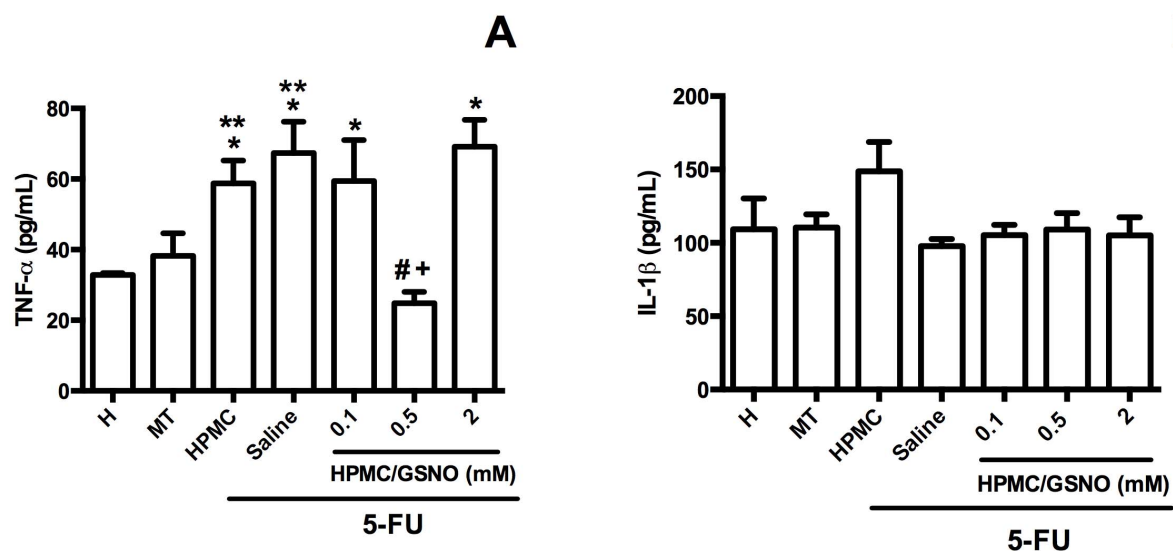 A
TNF-α (pg/mL)
80
60
40
20
0
**
*
**
*
*
# +
*
H
MT
HPMC
Saline
0.1
0.5
2
HPMC/GSNO (mM)
5-FU
IL-1β (pg/mL)
200
150
100
50
0
H
MT
HPMC
Saline
0.1
0.5
2
HPMC/GSNO (mM)
5-FU